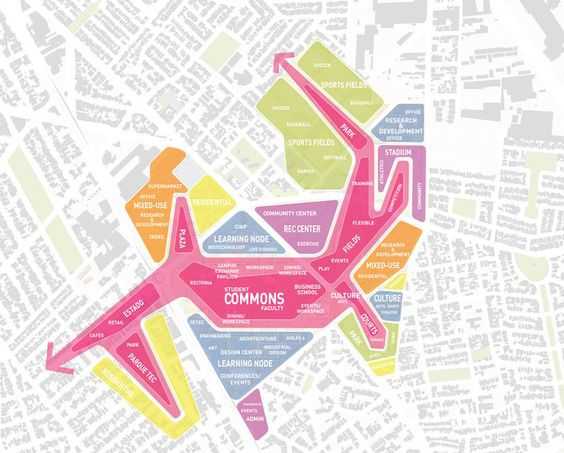 SOCCER
SPORTS FIELDS
BASEBALL
SOCCER
BASEBALL
SPORTS FIELDS
SOFTBALL
PARK
OFFICE
RESEARCH
&
DEVELOPMENT
OFFICE
STADIUM
ATHLETICS
TRAINING
COMPETITION
COMMUNITY
FLEXIBLE
FIELDS
SUPERMARKET
OFFICE
MIXED-USE
RESEARCH
&
DEVELOPMENT
CEDES
RESIDENTIAL
PLAZA
CIAP
LEARNING NODE
BIOTECHNOLOGY
LIFE SCIENCES
COMMUNITY CENTER
REC CENTER
EXERCISE
EVENTS
PLAY
RESEARCH
&
DEVELOPMENT
MIXED-USE
RESIDENTIAL
RECTORIA
CAMPUS
EXCHANGE
PAVILION
WORKSPACE
DINING/
WORKSPACE
STUDENT
COMMONS
FACULTY
BUSINESS
SCHOOL
EVENTS/
WORKSPACE
DINING/
WORKSPACE
CULTURE
ARTS
CULTURE
ARTS
THEATER
COURTS
TENNIS
PARK
ESTADO
RETAIL
CAFES
PARK
PARQUE TEC
RESIDENTIAL
CETEC
ENGINEERING
ARCHITECTURE
AULAS 6
ART
DESIGN CENTER
INDUSTRIAL
DESIGN
LEARNING NODE
CONFERENCES/
EVENTS
EVENTS
ADMIN